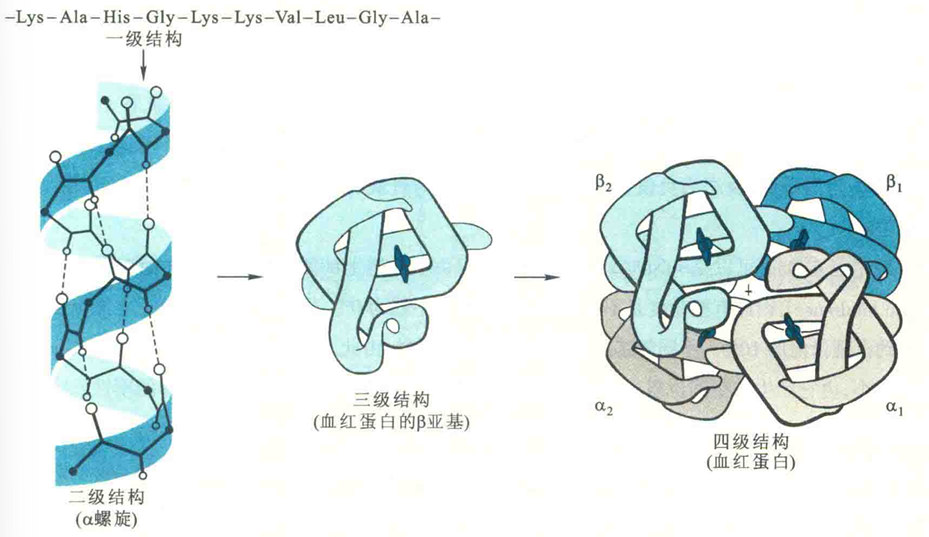 –Lys–Ala–His–Gly–Lys–Lys–Val–Leu–Gly–Ala–
一级结构
二级结构
(α螺旋)
三级结构
(血红蛋白的β亚基)
β₂
β₁
α₂
α₁
四级结构
(血红蛋白)